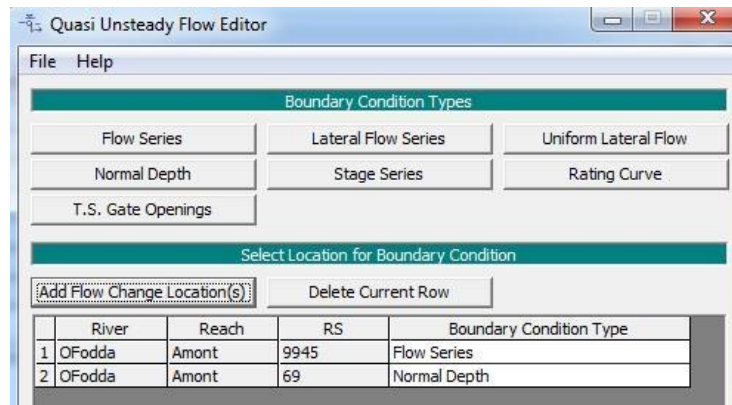 Quasi Unsteady Flow Editor
File Help
Boundary Condition Types
Flow Series Lateral Flow Series Uniform Lateral Flow
Normal Depth Stage Series Rating Curve
T.S. Gate Openings
Select Location for Boundary Condition
Add Flow Change Location(s) Delete Current Row
River Reach RS Boundary Condition Type
1 OFodda Amont 9945 Flow Series
2 OFodda Amont 69 Normal Depth